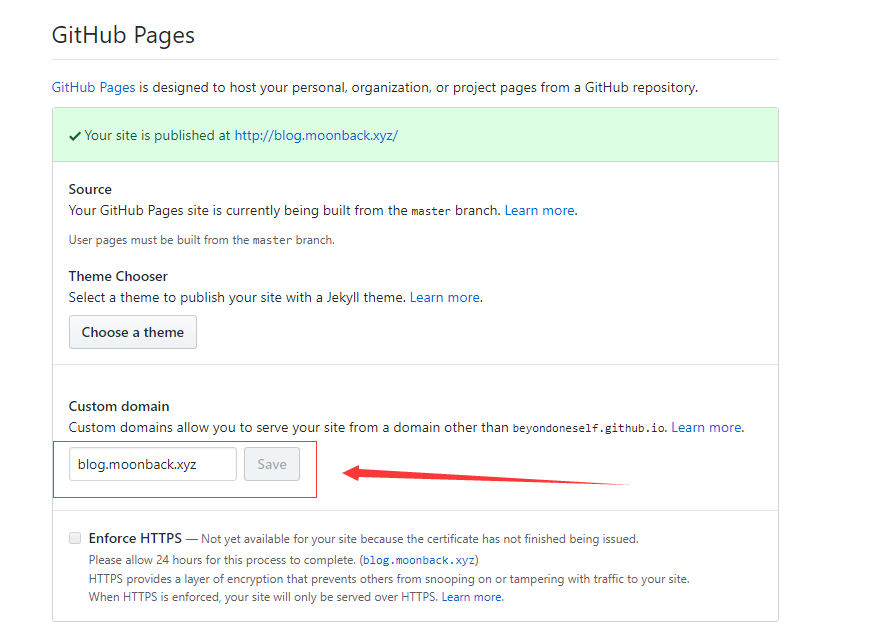 GitHub Pages
GitHub Pages is designed to host your personal, organization, or project pages from a GitHub repository.
✔ Your site is published at http://blog.moonback.xyz/
Source
Your GitHub Pages site is currently being built from the master branch. Learn more.
User pages must be built from the master branch.
Theme Chooser
Select a theme to publish your site with a Jekyll theme. Learn more.
Choose a theme
Custom domain
Custom domains allow you to serve your site from a domain other than beyondoneself.github.io. Learn more.
blog.moonback.xyz Save
Enforce HTTPS — Not yet available for your site because the certificate has not finished being issued.
Please allow 24 hours for this process to complete. (blog.moonback.xyz)
HTTPS provides a layer of encryption that prevents others from snooping on or tampering with traffic to your site.
When HTTPS is enforced, your site will only be served over HTTPS. Learn more.